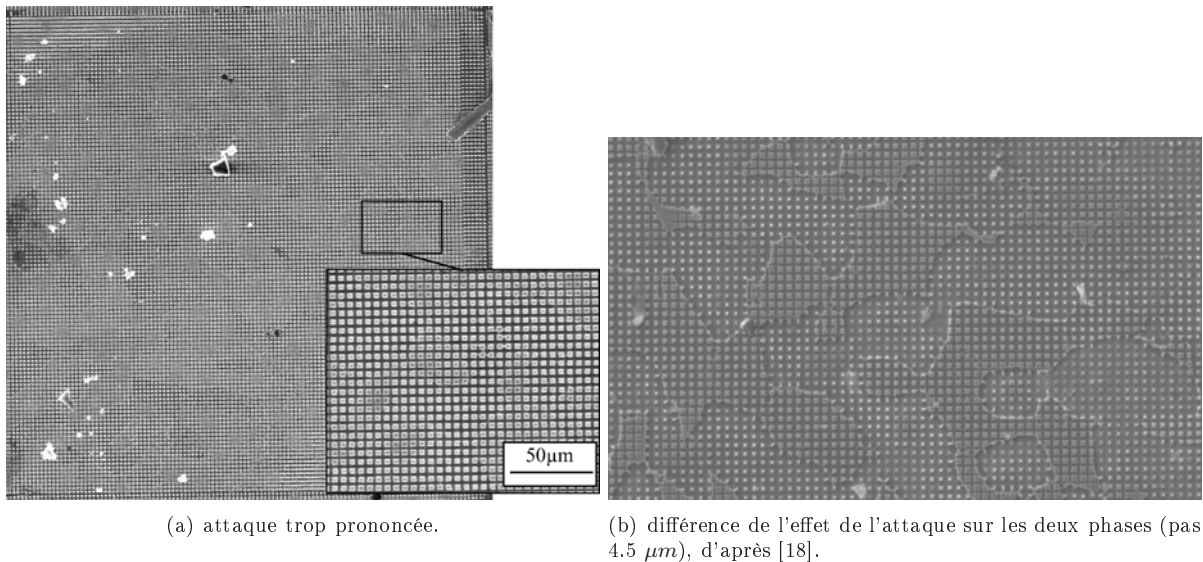 50µm
(a) attaque trop prononcée.
(b) différence de l'effet de l'attaque sur les deux phases (pas
4.5 µm), d'après [18].